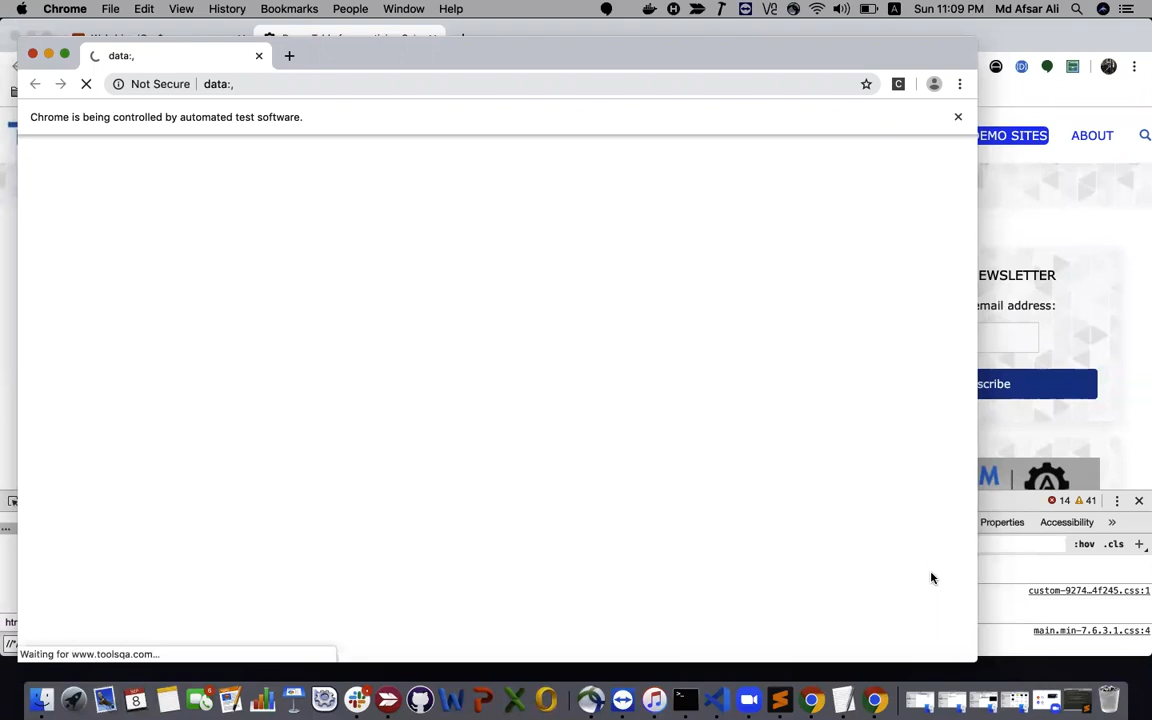 Chrome File Edit View History Bookmarks People Window Help Sun 11:09 PM Md Afsar Ali
data:,
Not Secure data:,
Chrome is being controlled by automated test software.
EMO SITES ABOUT
EWSLETTER
email address:
scribe
M
14 41
Properties Accessibility
:hov .cls
custom-9274…4f245.css:1
main.min-7.6.3.1.css:4
Waiting for www.toolsqa.com...